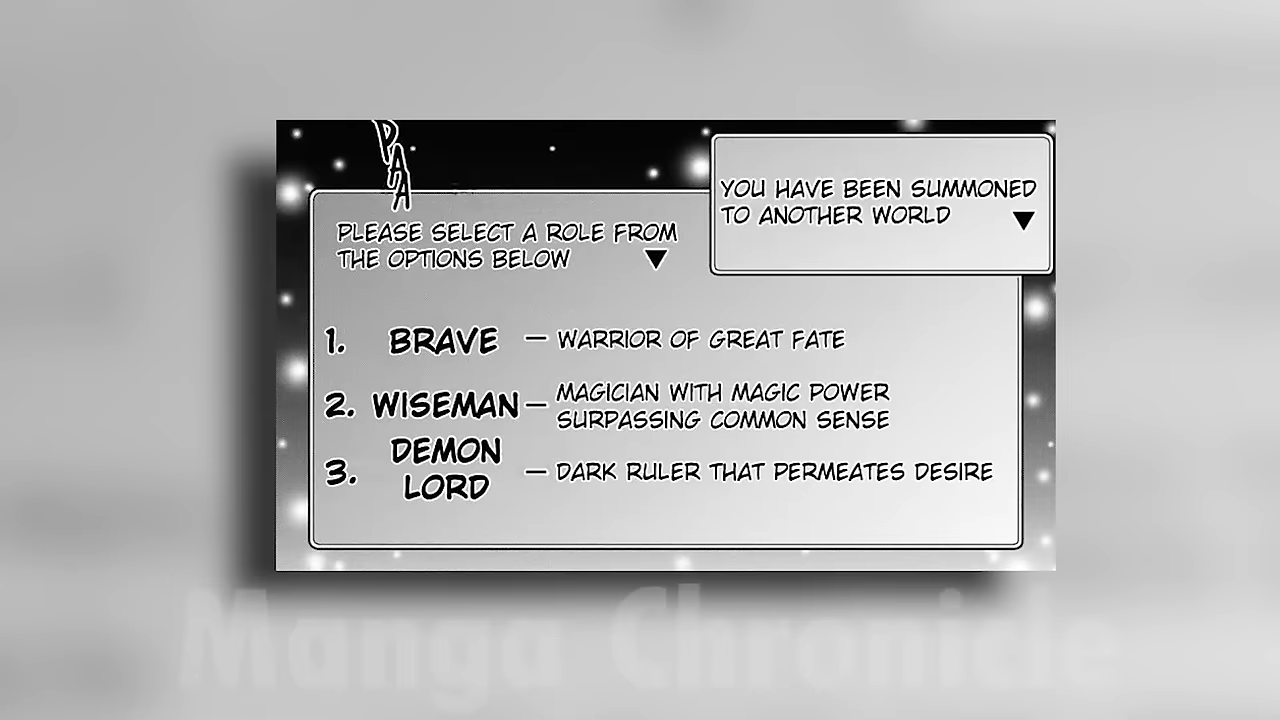 DAA
YOU HAVE BEEN SUMMONED
TO ANOTHER WORLD
PLEASE SELECT A ROLE FROM
THE OPTIONS BELOW
1. BRAVE — WARRIOR OF GREAT FATE
2. WISEMAN — MAGICIAN WITH MAGIC POWER
SURPASSING COMMON SENSE
3. DEMON
LORD — DARK RULER THAT PERMEATES DESIRE
Manga Chronicle